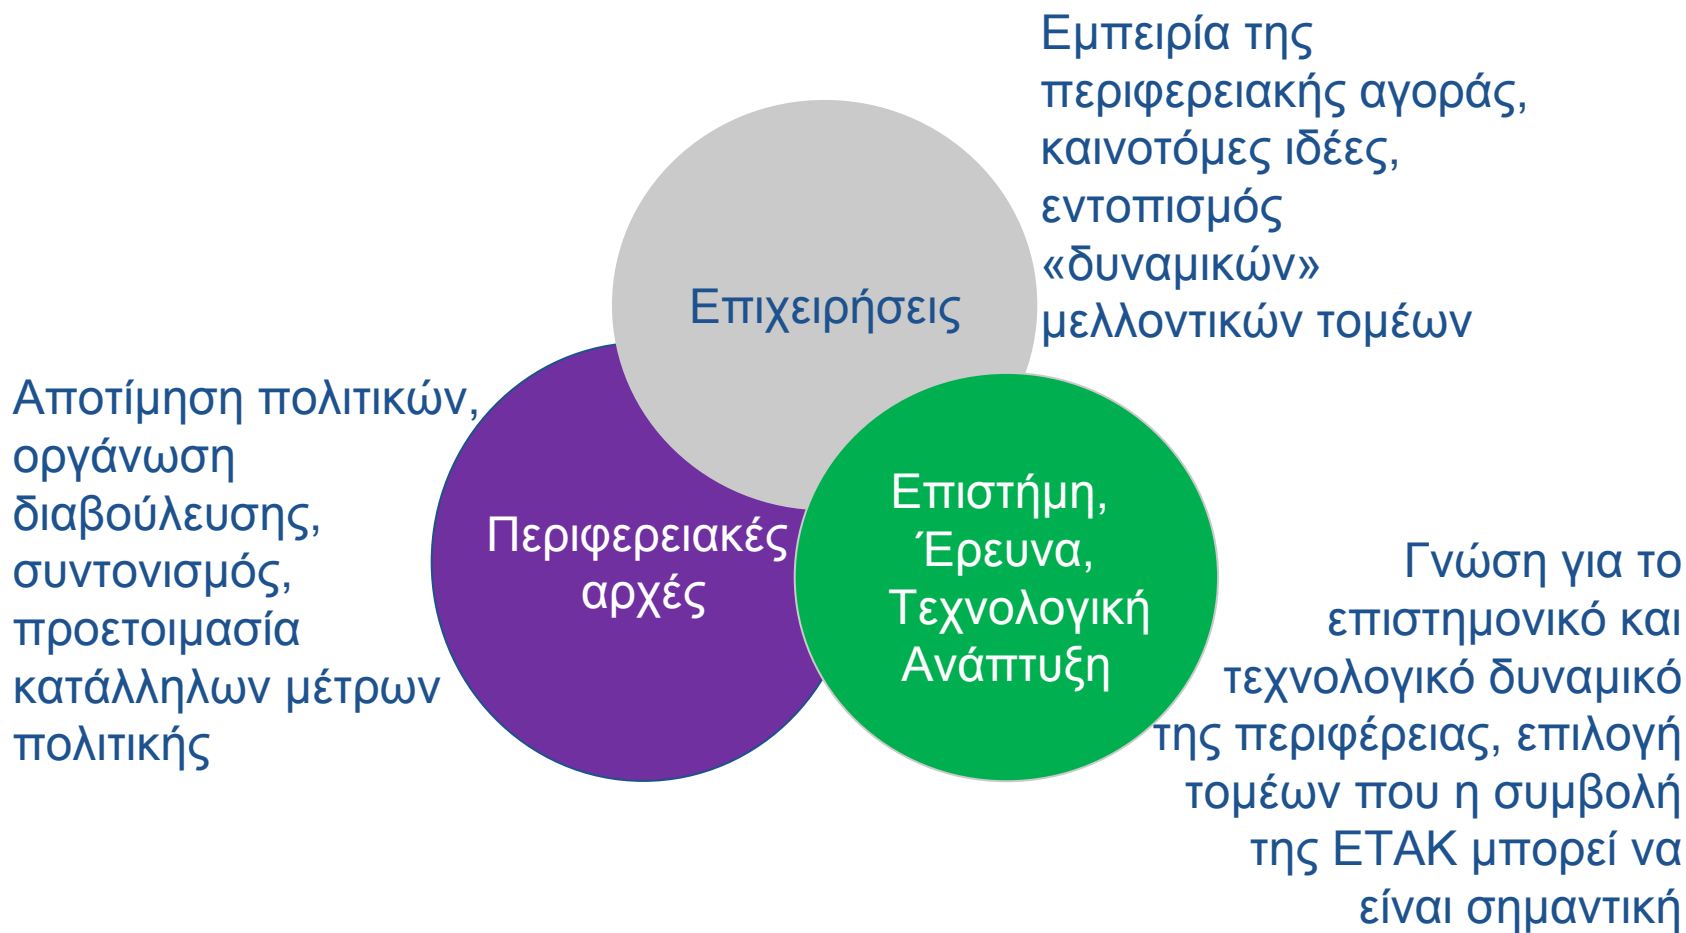 Εμπειρία της
περιφερειακής αγοράς,
καινοτόμες ιδέες,
εντοπισμός
«δυναμικών»
μελλοντικών τομέων
Επιχειρήσεις
Αποτίμηση πολιτικών,
οργάνωση
διαβούλευσης,
συντονισμός,
προετοιμασία
κατάλληλων μέτρων
πολιτικής
Περιφερειακές
αρχές
Επιστήμη,
Έρευνα,
Τεχνολογική
Ανάπτυξη
Γνώση για το
επιστημονικό και
τεχνολογικό δυναμικό
της περιφέρειας, επιλογή
τομέων που η συμβολή
της ΕΤΑΚ μπορεί να
είναι σημαντική